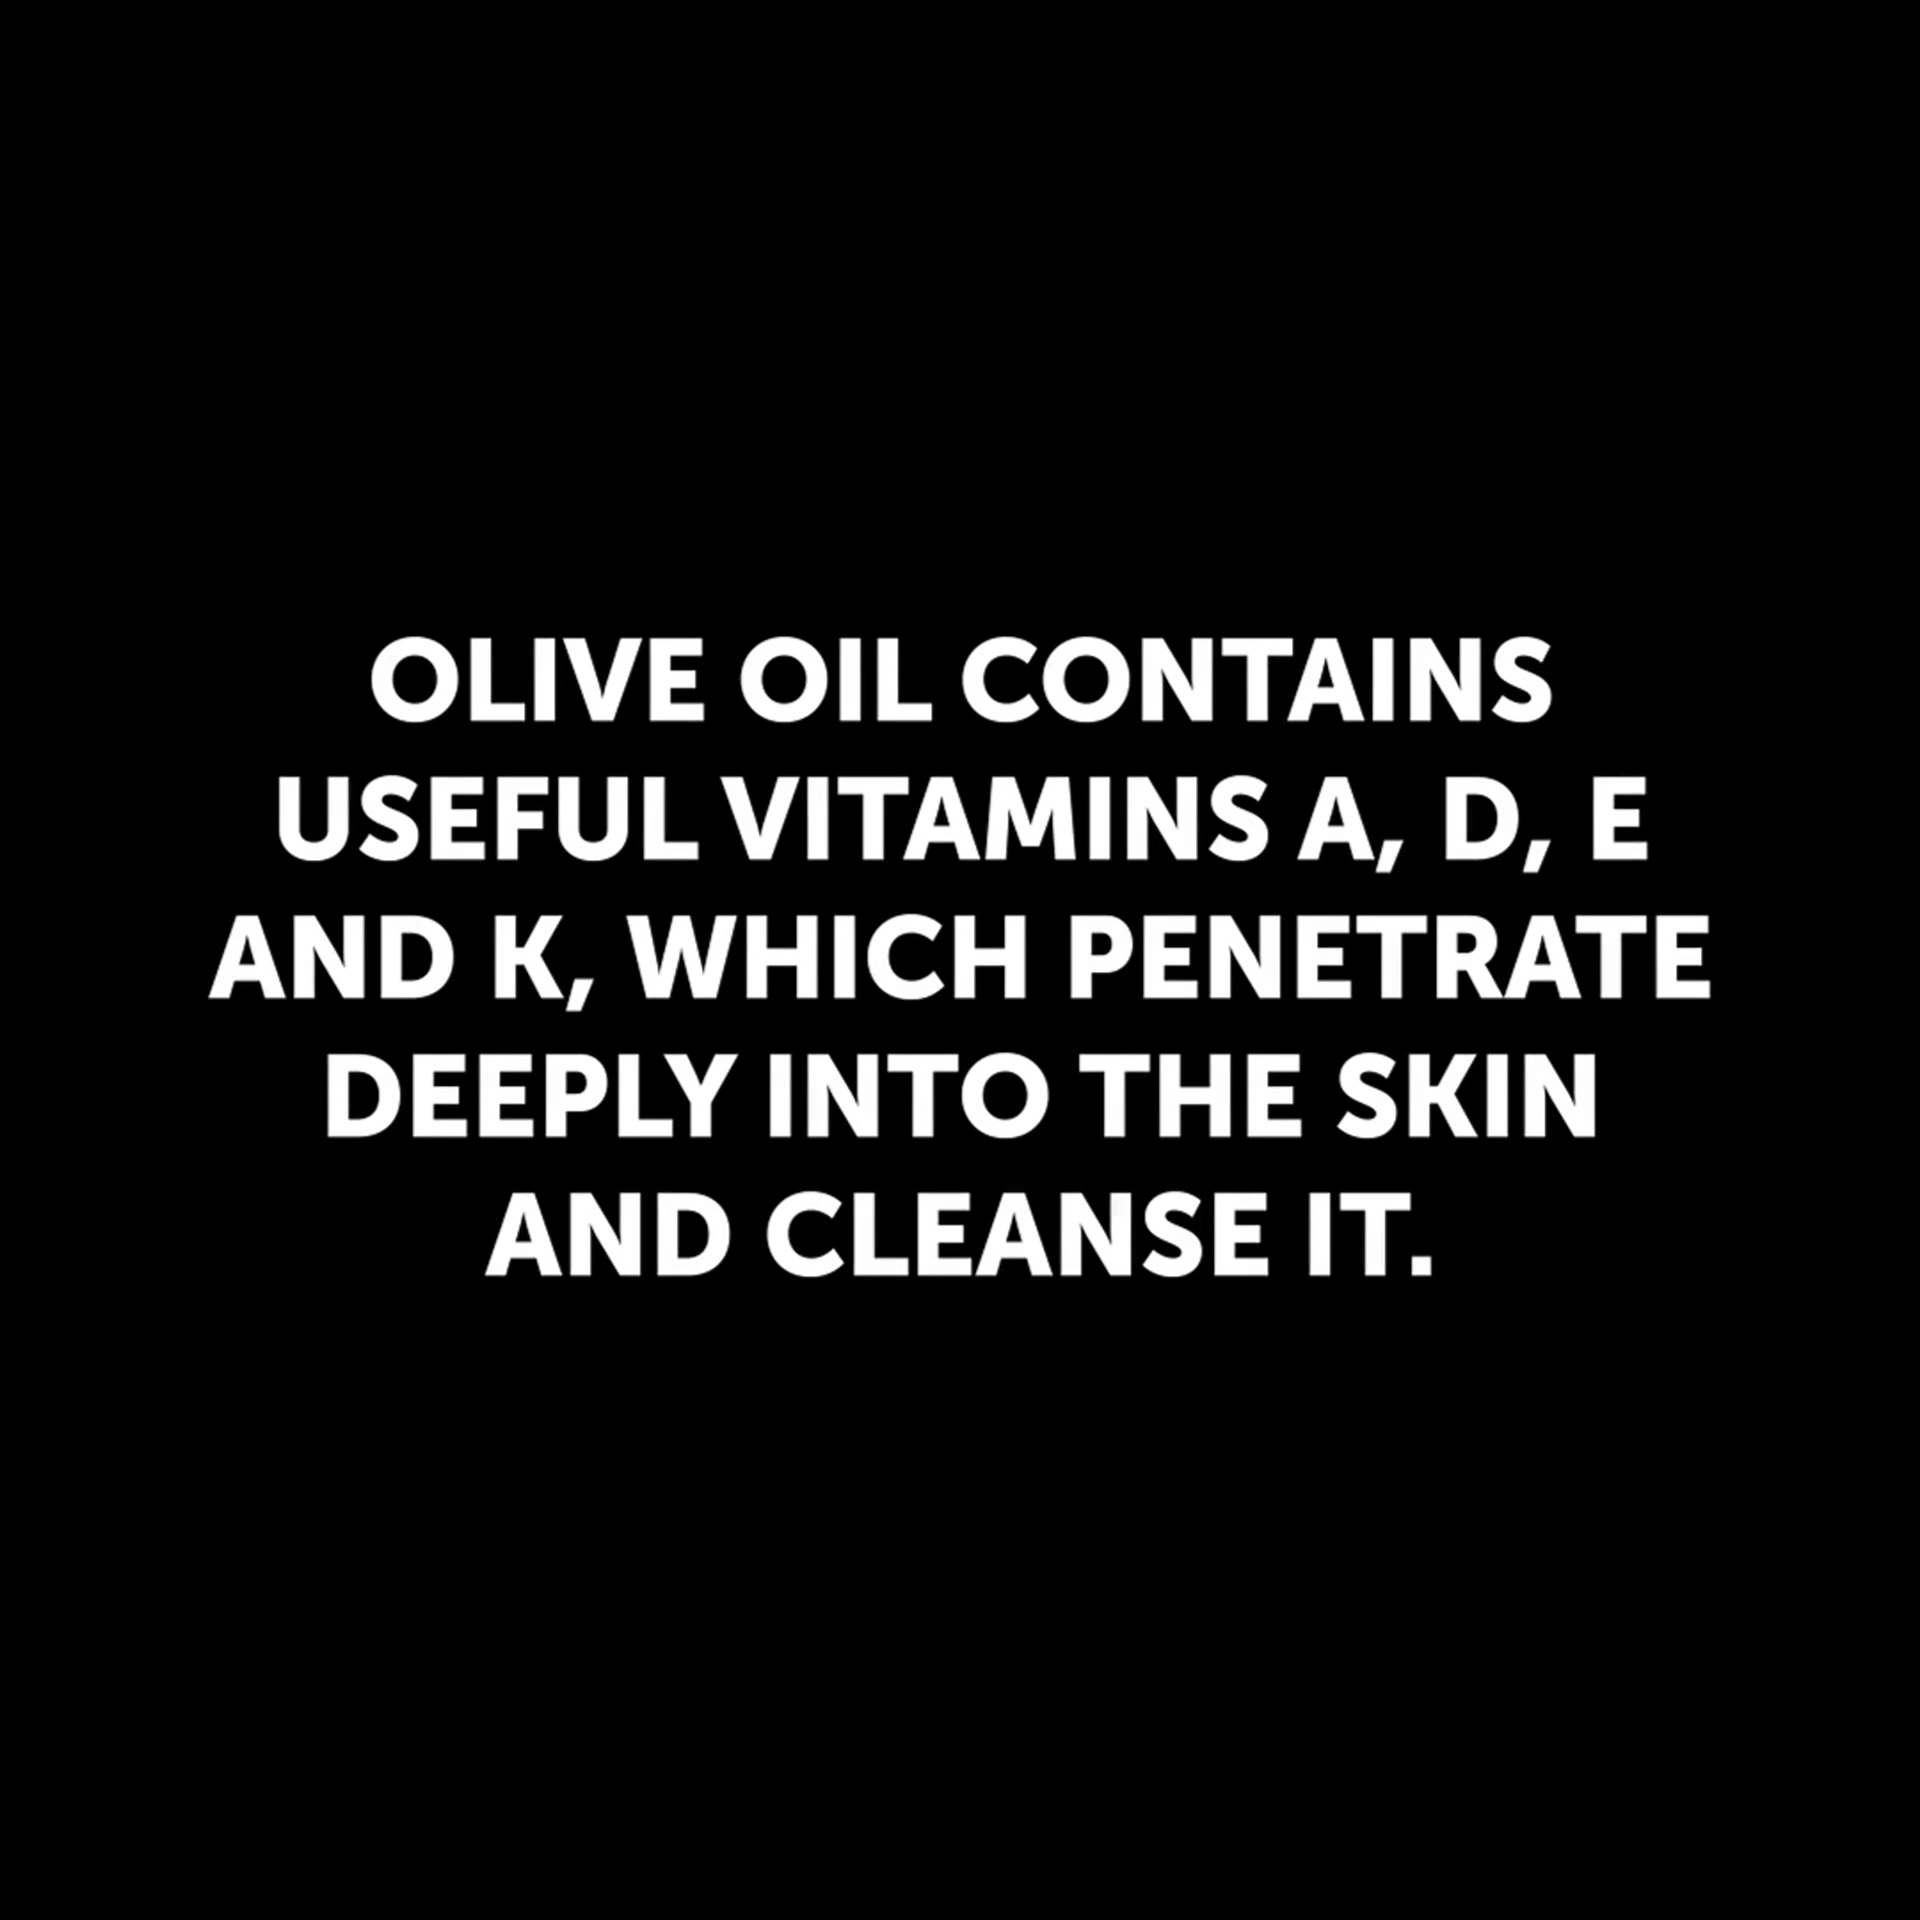 OLIVE OIL CONTAINS
USEFUL VITAMINS A, D, E
AND K, WHICH PENETRATE
DEEPLY INTO THE SKIN
AND CLEANSE IT.